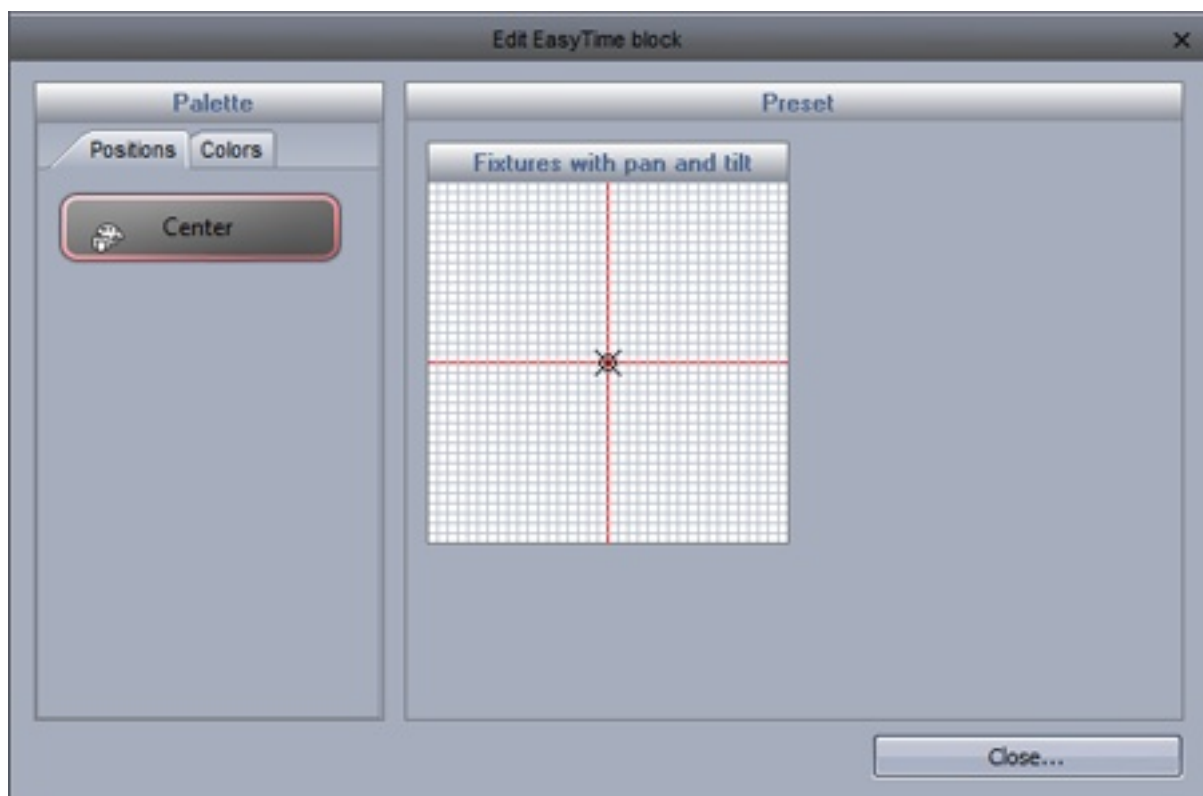 Edit EasyTime block
Palette
Preset
Positions Colors
Fixtures with pan and tilt
Center
Close...